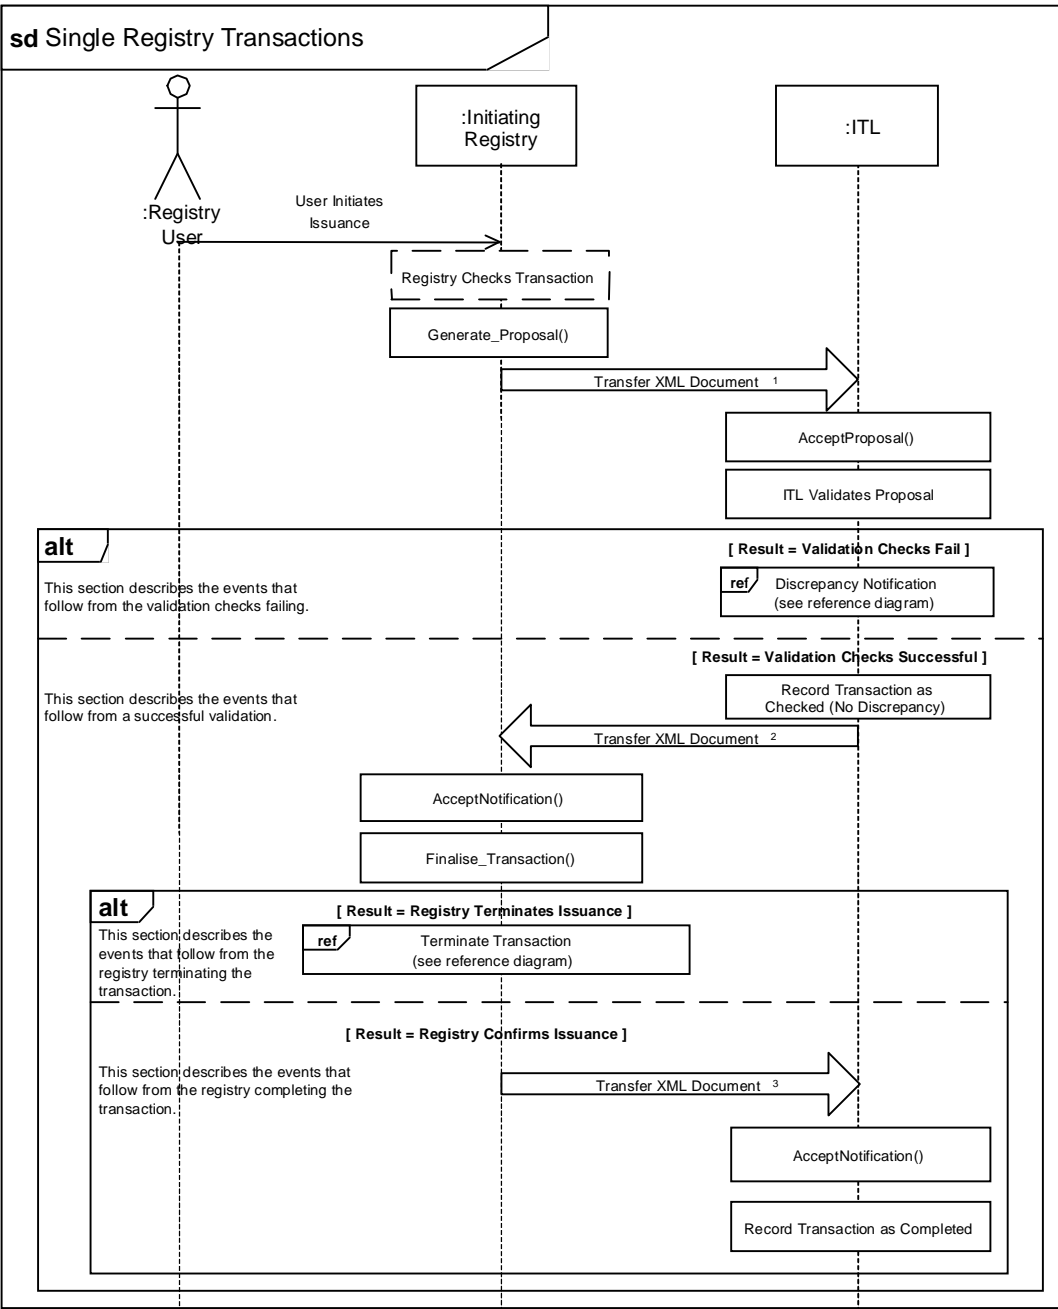 sd Single Registry Transactions
:Initiating
Registry
:ITL
:Registry
User
User Initiates
Issuance
Registry Checks Transaction
Generate_Proposal()
Transfer XML Document 1
AcceptProposal()
ITL Validates Proposal
alt
[ Result = Validation Checks Fail ]
This section describes the events that
follow from the validation checks failing.
ref
Discrepancy Notification
(see reference diagram)
[ Result = Validation Checks Successful ]
This section describes the events that
follow from a successful validation.
Record Transaction as
Checked (No Discrepancy)
Transfer XML Document 2
AcceptNotification()
Finalise_Transaction()
alt
[ Result = Registry Terminates Issuance ]
This section describes the
events that follow from the
registry terminating the
transaction.
ref
Terminate Transaction
(see reference diagram)
[ Result = Registry Confirms Issuance ]
This section describes the events that
follow from the registry completing the
transaction.
Transfer XML Document 3
AcceptNotification()
Record Transaction as Completed